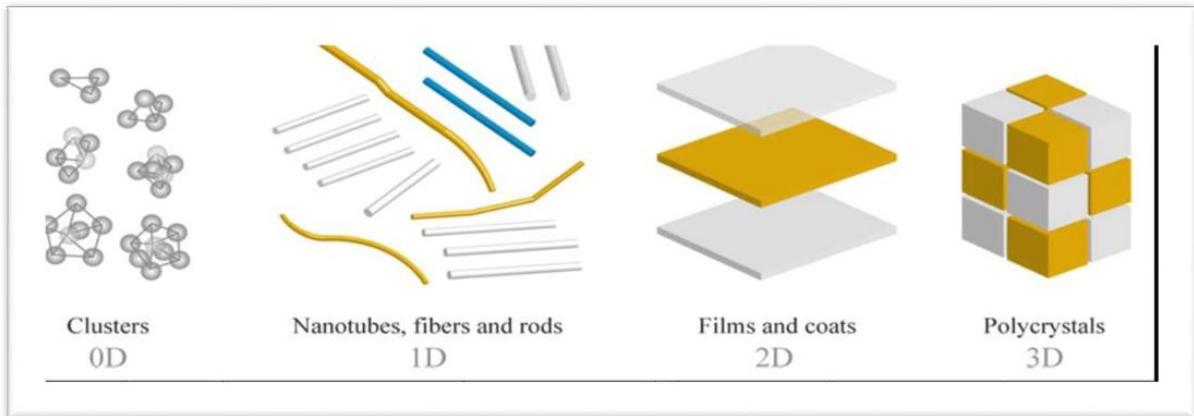 Clusters
0D
Nanotubes, fibers and rods
1D
Films and coats
2D
Polycrystals
3D